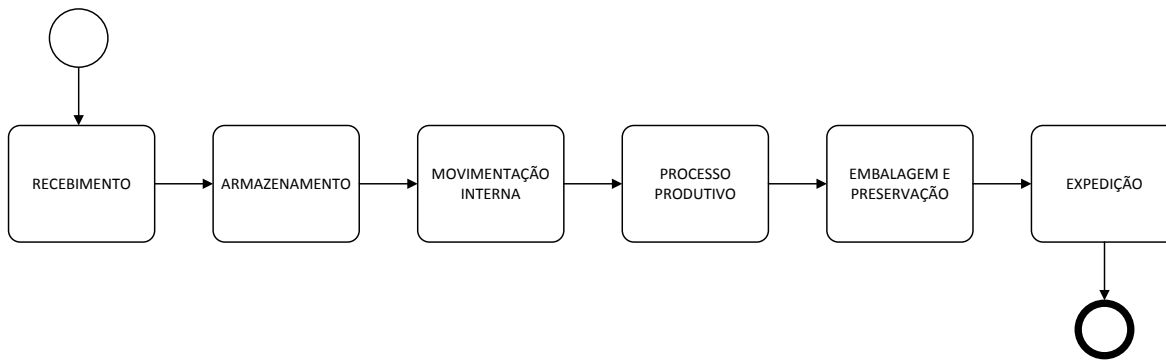 RECEBIMENTO
ARMAZENAMENTO
MOVIMENTAÇÃO
INTERNA
PROCESSO
PRODUTIVO
EMBALAGEM E
PRESERVAÇÃO
EXPEDIÇÃO